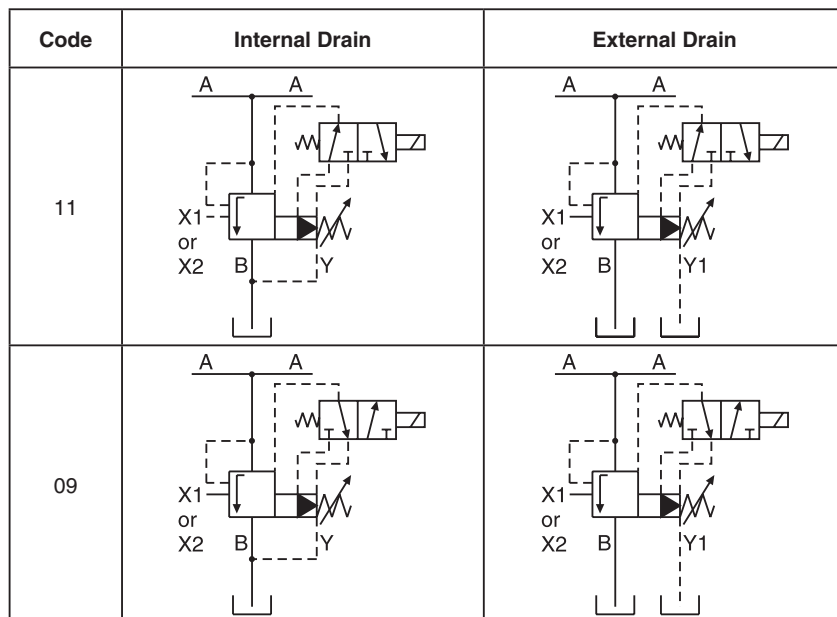 Code Internal Drain External Drain
11
A A
X1
or
X2 B Y
A A
X1
or
X2 B Y1
09
A A
X1
or
X2 B Y
A A
X1
or
X2 B Y1